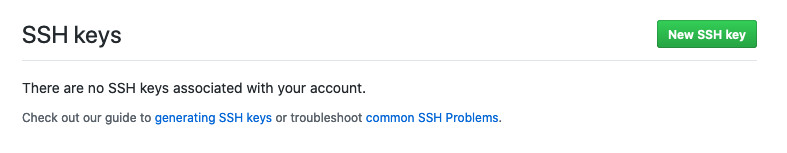 SSH keys
New SSH key
There are no SSH keys associated with your account.
Check out our guide to generating SSH keys or troubleshoot common SSH Problems.